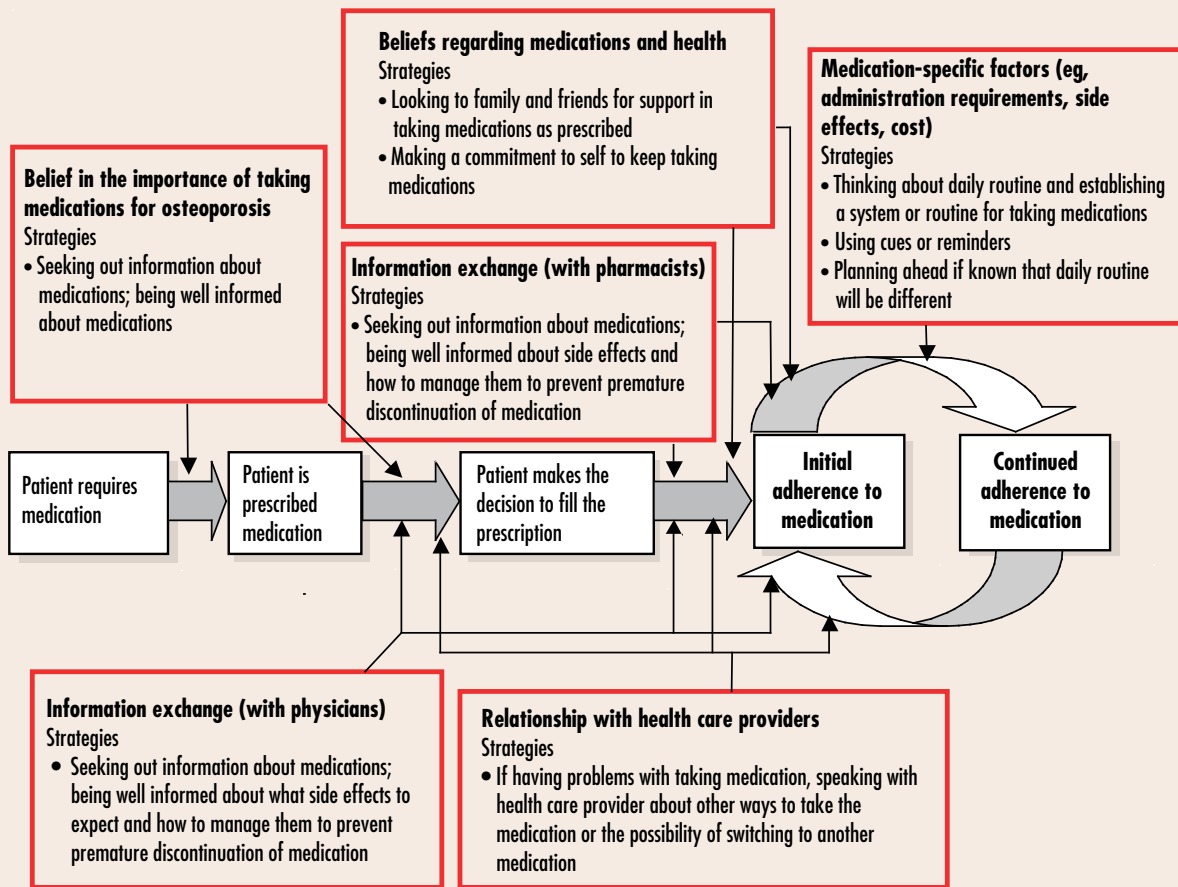 Beliefs regarding medications and health
Strategies
• Looking to family and friends for support in
taking medications as prescribed
• Making a commitment to self to keep taking
medications
Medication-specific factors (eg,
administration requirements, side
effects, cost)
Strategies
• Thinking about daily routine and establishing
a system or routine for taking medications
• Using cues or reminders
• Planning ahead if known that daily routine
will be different
Belief in the importance of taking
medications for osteoporosis
Strategies
• Seeking out information about
medications; being well informed
about medications
Information exchange (with pharmacists)
Strategies
• Seeking out information about medications;
being well informed about side effects and
how to manage them to prevent premature
discontinuation of medication
Patient requires
medication
Patient is
prescribed
medication
Patient makes the
decision to fill the
prescription
Initial
adherence to
medication
Continued
adherence to
medication
Information exchange (with physicians)
Strategies
• Seeking out information about medications;
being well informed about what side effects to
expect and how to manage them to prevent
premature discontinuation of medication
Relationship with health care providers
Strategies
• If having problems with taking medication, speaking with
health care provider about other ways to take the
medication or the possibility of switching to another
medication